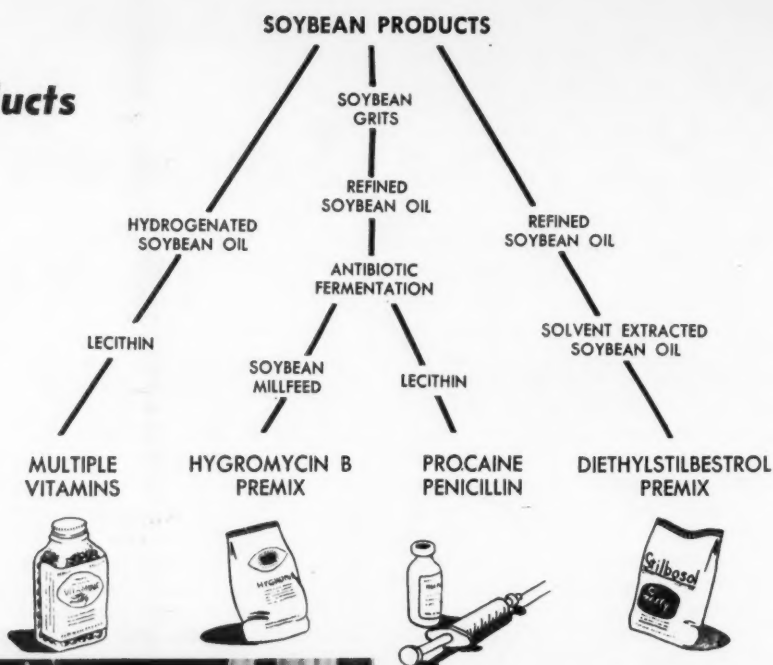 SOYBEAN PRODUCTS
ucts
SOYBEAN
GRITS
REFINED
SOYBEAN OIL
HYDROGENATED
SOYBEAN OIL
REFINED
SOYBEAN OIL
ANTIBIOTIC
FERMENTATION
LECITHIN
SOYBEAN
MILLFEED
LECITHIN
SOLVENT EXTRACTED
SOYBEAN OIL
MULTIPLE
VITAMINS
HYGROMYCIN B
PREMIX
PROCAINE
PENICILLIN
DIETHYLSTILBESTROL
PREMIX
VITAMINS
Stilbosol